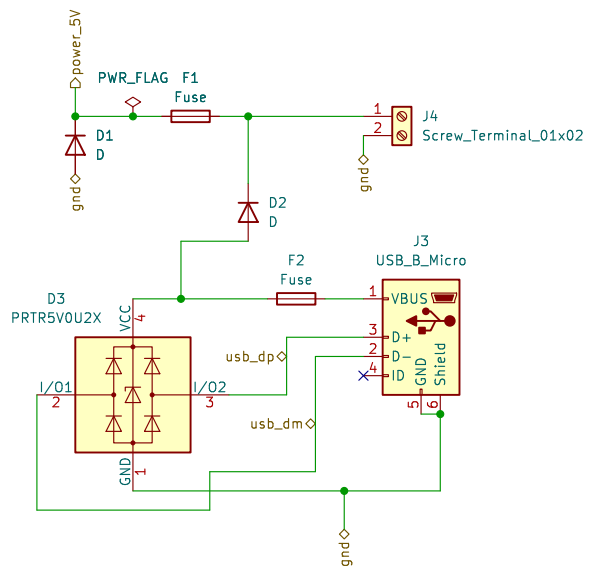 power_5V
PWR_FLAG
F1
Fuse
D1
D
gnd
1
2
J4
Screw_Terminal_01x02
gnd
D2
D
F2
Fuse
J3
USB_B_Micro
D3
PRTR5V0U2X
VCC
4
1
VBUS
3
D+
2
D-
4
ID
GND
Shield
5
6
usb_dp
usb_dm
I/O1
2
I/O2
3
GND
1
gnd